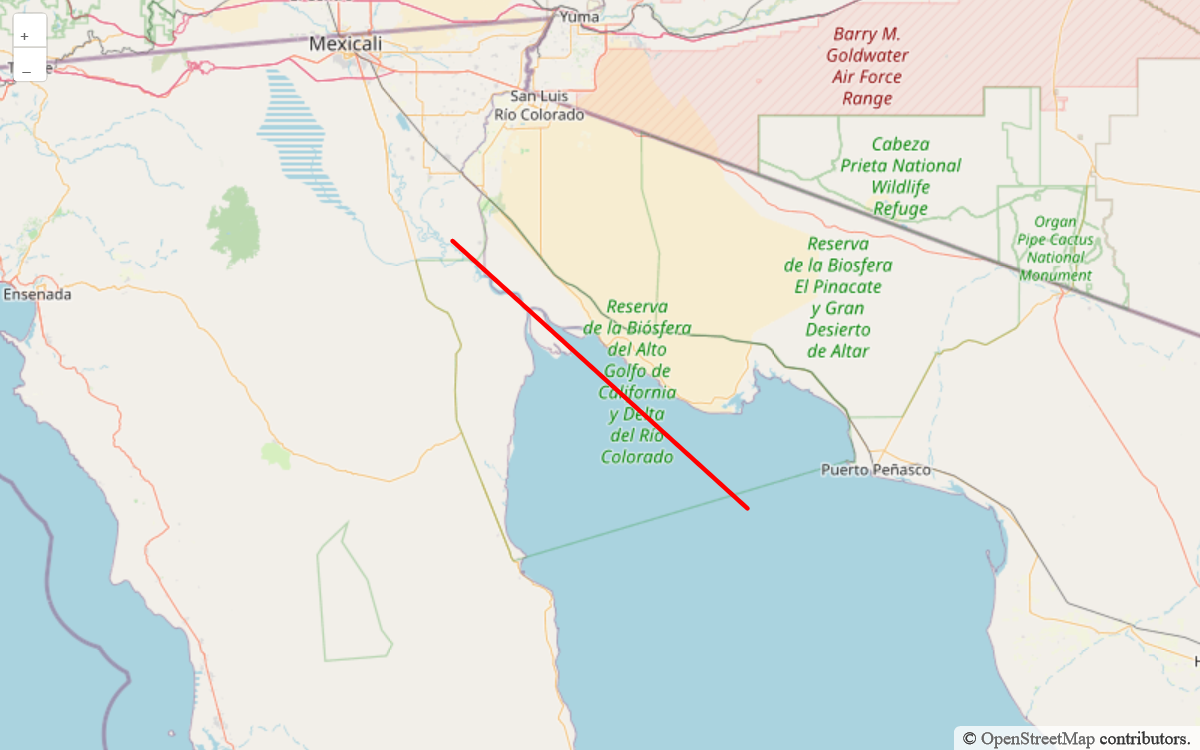 +
−
Yuma
Mexicali
Barry M.
Goldwater
Air Force
Range
San Luis
Río Colorado
Cabeza
Prieta National
Wildlife
Refuge
Organ
Pipe Cactus
National
Monument
Reserva
de la Biosfera
El Pinacate
y Gran
Desierto
de Altar
Ensenada
Reserva
de la Biósfera
del Alto
Golfo de
California
y Delta
del Río
Colorado
Puerto Peñasco
© OpenStreetMap contributors.